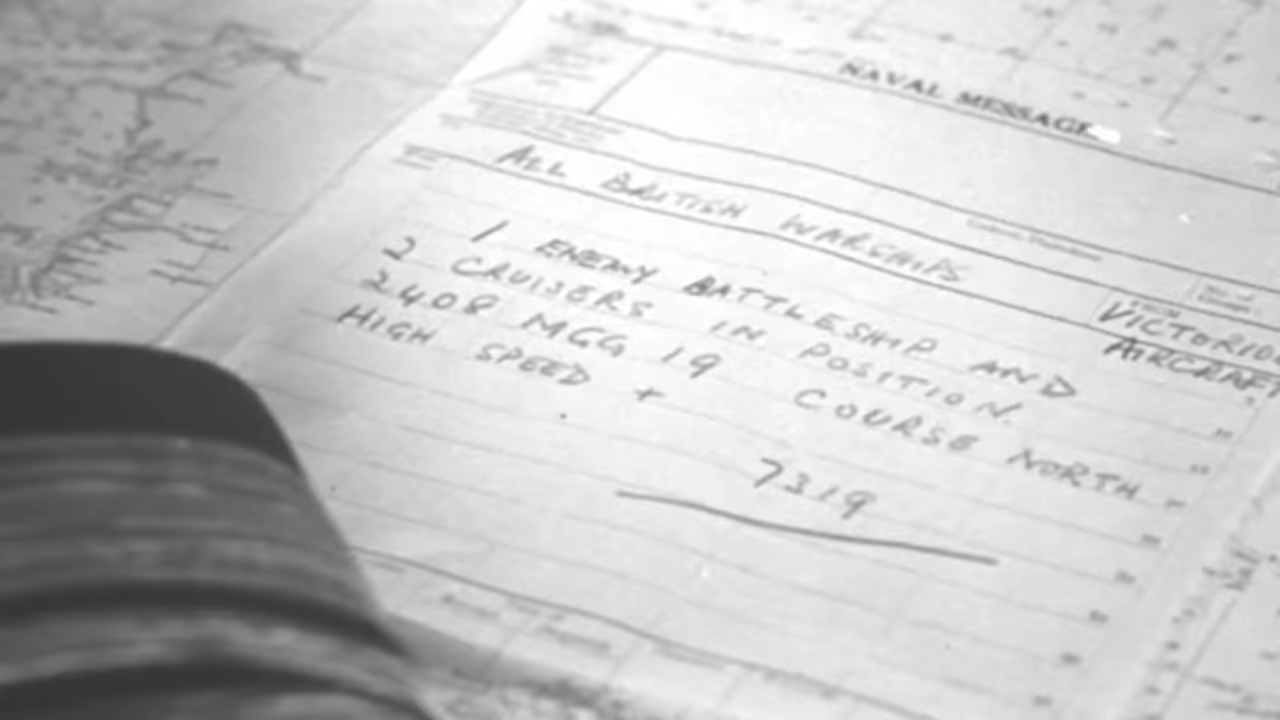 NAVAL MESSAGE
ALL BRITISH WARSHIPS
VICTORIO
AIRCRAF
1 ENEMY BATTLESHIP AND
2 CRUISERS IN POSITION.
2408 MGG 19 COURSE NORTH
HIGH SPEED +
7319